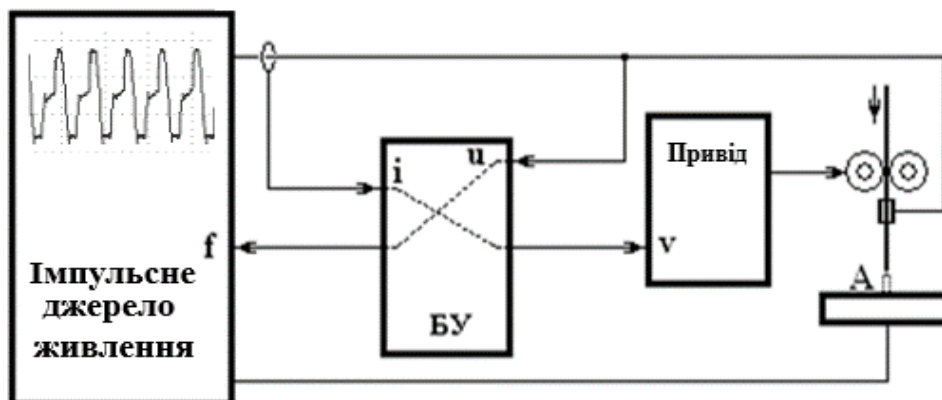 Імпульсне
джерело
живлення
f
i
u
БУ
Привід
v
A